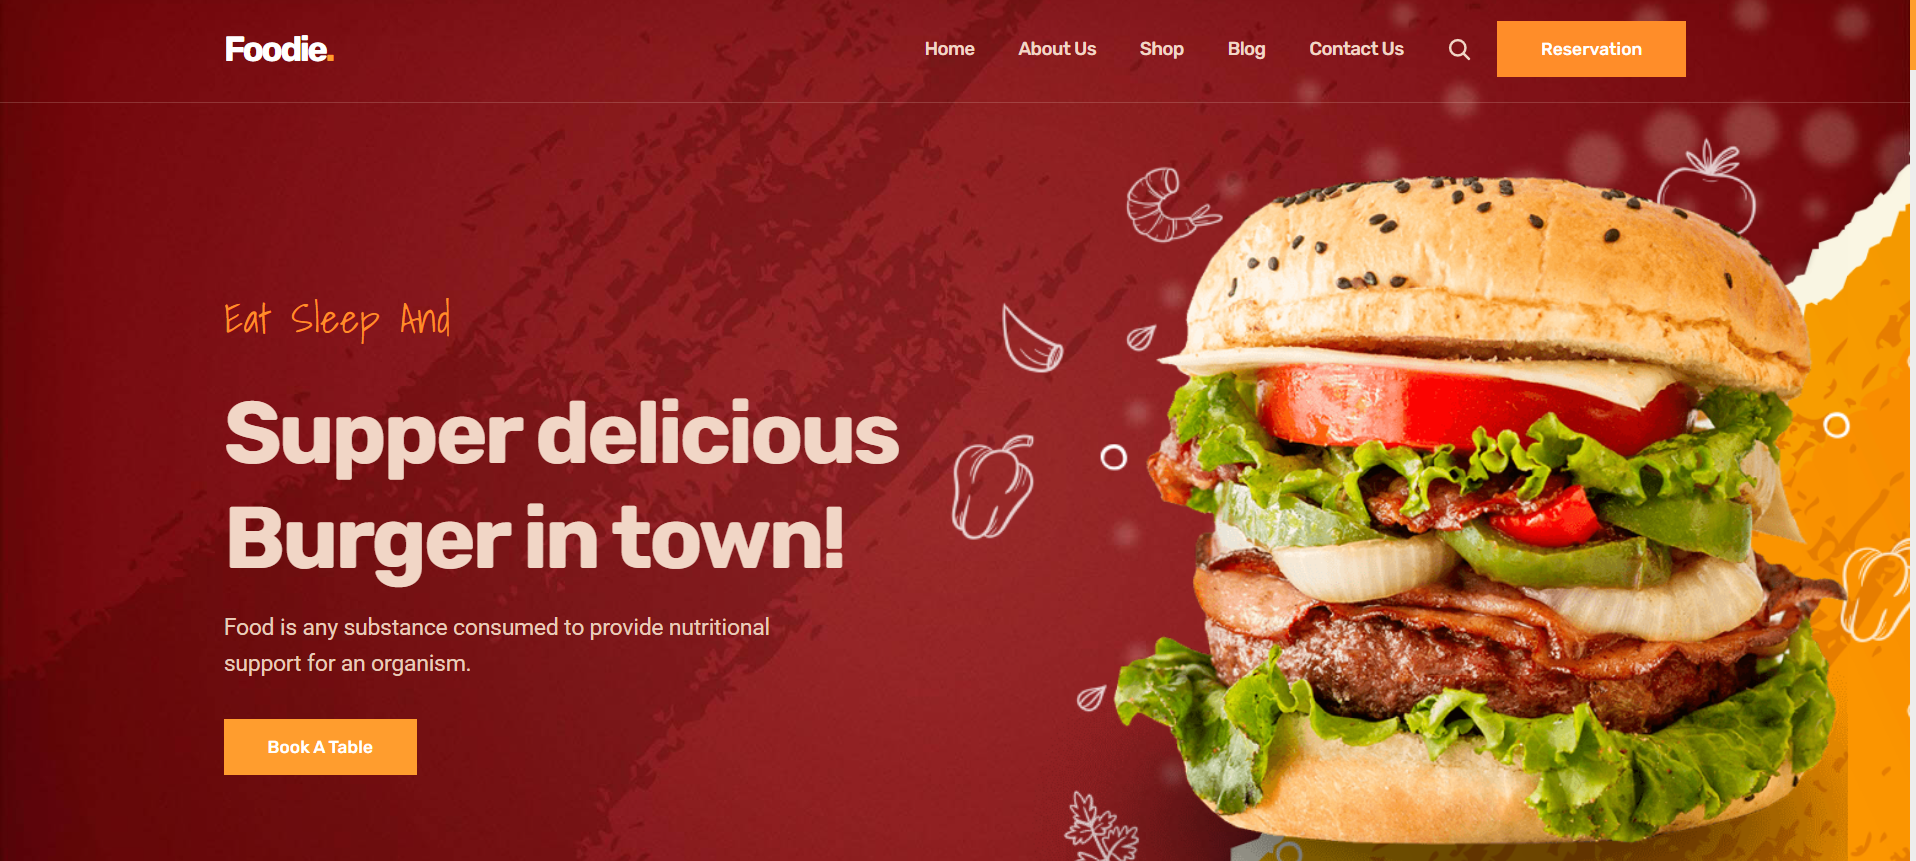 Foodie.
Home About Us Shop Blog Contact Us Reservation
Eat Sleep And
Supper delicious
Burger in town!
Food is any substance consumed to provide nutritional
support for an organism.
Book A Table